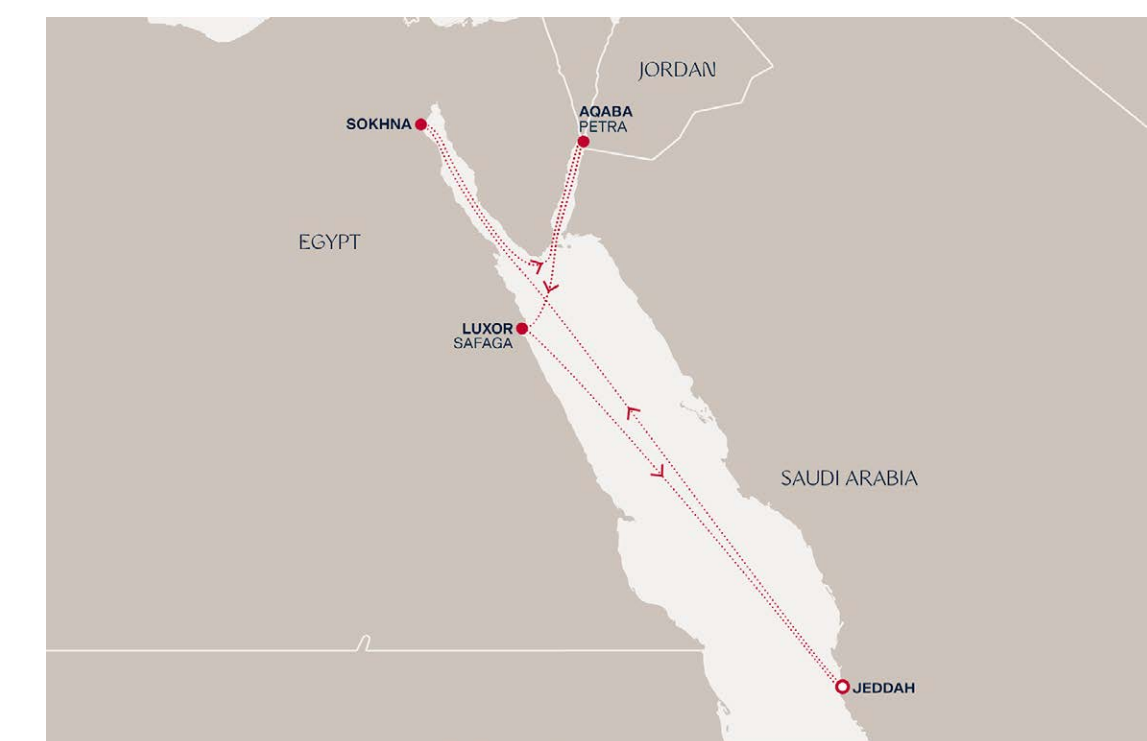 JORDAN
AQABA
PETRA
SOKHNA
EGYPT
LUXOR
SAFAGA
SAUDI ARABIA
JEDDAH